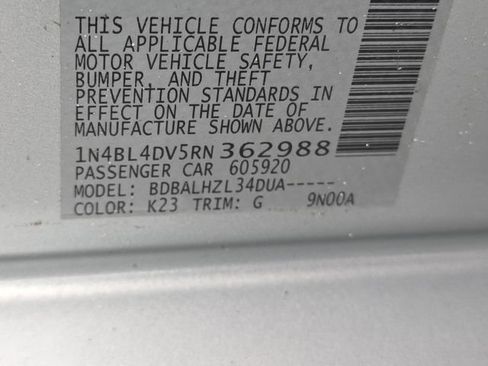 THIS VEHICLE CONFORMS TO
ALL APPLICABLE FEDERAL
MOTOR VEHICLE SAFETY,
BUMPER, AND THEFT
PREVENTION STANDARDS IN
EFFECT ON THE DATE OF
MANUFACTURE SHOWN ABOVE.
1N4BL4DV5RN362988
PASSENGER CAR 605920
MODEL: BDBALHZL34DUA-----
COLOR: K23 TRIM: G 9N00A